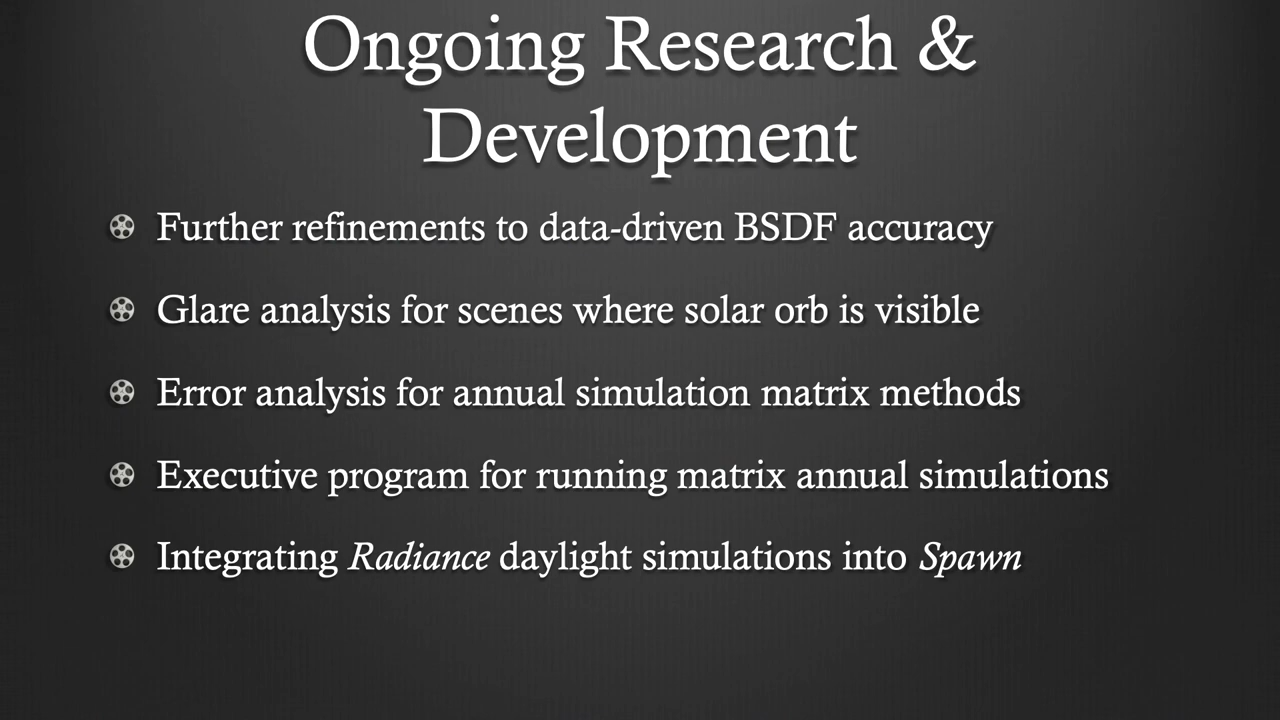 Ongoing Research &
Development
Further refinements to data-driven BSDF accuracy
Glare analysis for scenes where solar orb is visible
Error analysis for annual simulation matrix methods
Executive program for running matrix annual simulations
Integrating Radiance daylight simulations into Spawn